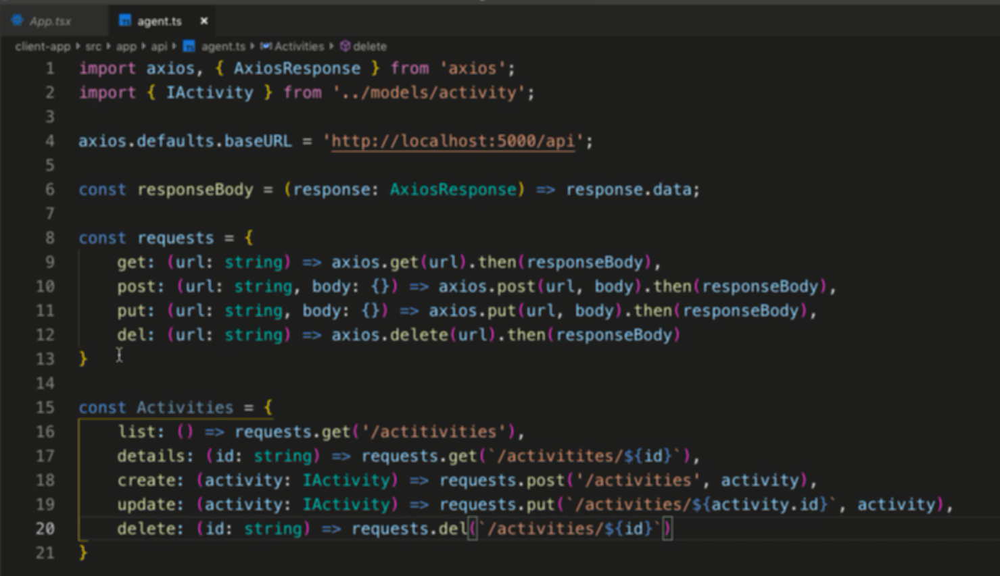 App.tsx agent.ts ×
client-app src app api agent.ts Activities delete
1 import axios, { AxiosResponse } from 'axios';
2 import { IActivity } from '../models/activity';
3
4 axios.defaults.baseURL = 'http://localhost:5000/api';
5
6 const responseBody = (response: AxiosResponse) => response.data;
7
8 const requests = {
9 get: (url: string) => axios.get(url).then(responseBody),
10 post: (url: string, body: {}) => axios.post(url, body).then(responseBody),
11 put: (url: string, body: {}) => axios.put(url, body).then(responseBody),
12 del: (url: string) => axios.delete(url).then(responseBody)
13 }
14
15 const Activities = {
16 list: () => requests.get('/actitivities'),
17 details: (id: string) => requests.get(`/activitites/${id}`),
18 create: (activity: IActivity) => requests.post('/activities', activity),
19 update: (activity: IActivity) => requests.put(`/activities/${activity.id}`, activity),
20 delete: (id: string) => requests.del(`/activities/${id}`)
21 }